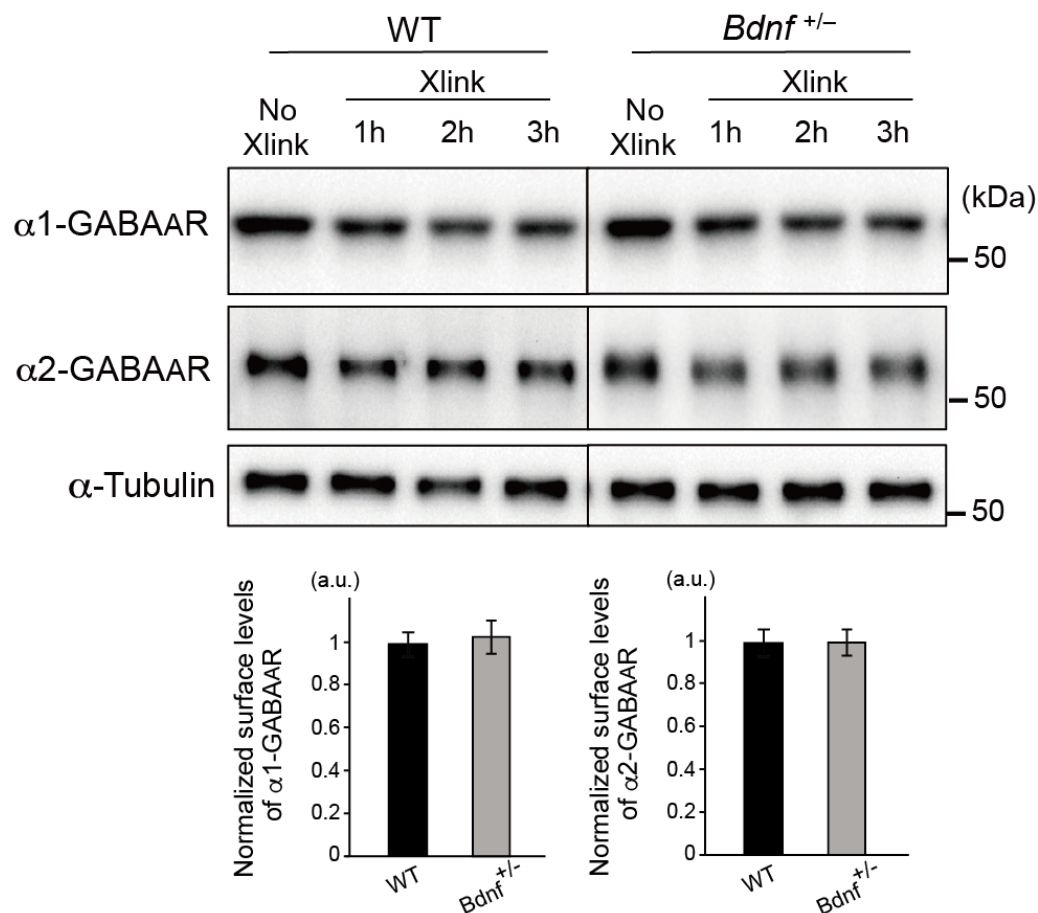 WT Bdnf +/–
Xlink Xlink
No Xlink 1h 2h 3h No Xlink 1h 2h 3h
(kDa)
α1-GABAAR
50
α2-GABAAR
50
α-Tubulin
50
(a.u.) (a.u.)
Normalized surface levels
of α1-GABAAR
1
0.8
0.6
0.4
0.2
0
WT Bdnf+/-
Normalized surface levels
of α2-GABAAR
1
0.8
0.6
0.4
0.2
0
WT Bdnf+/-